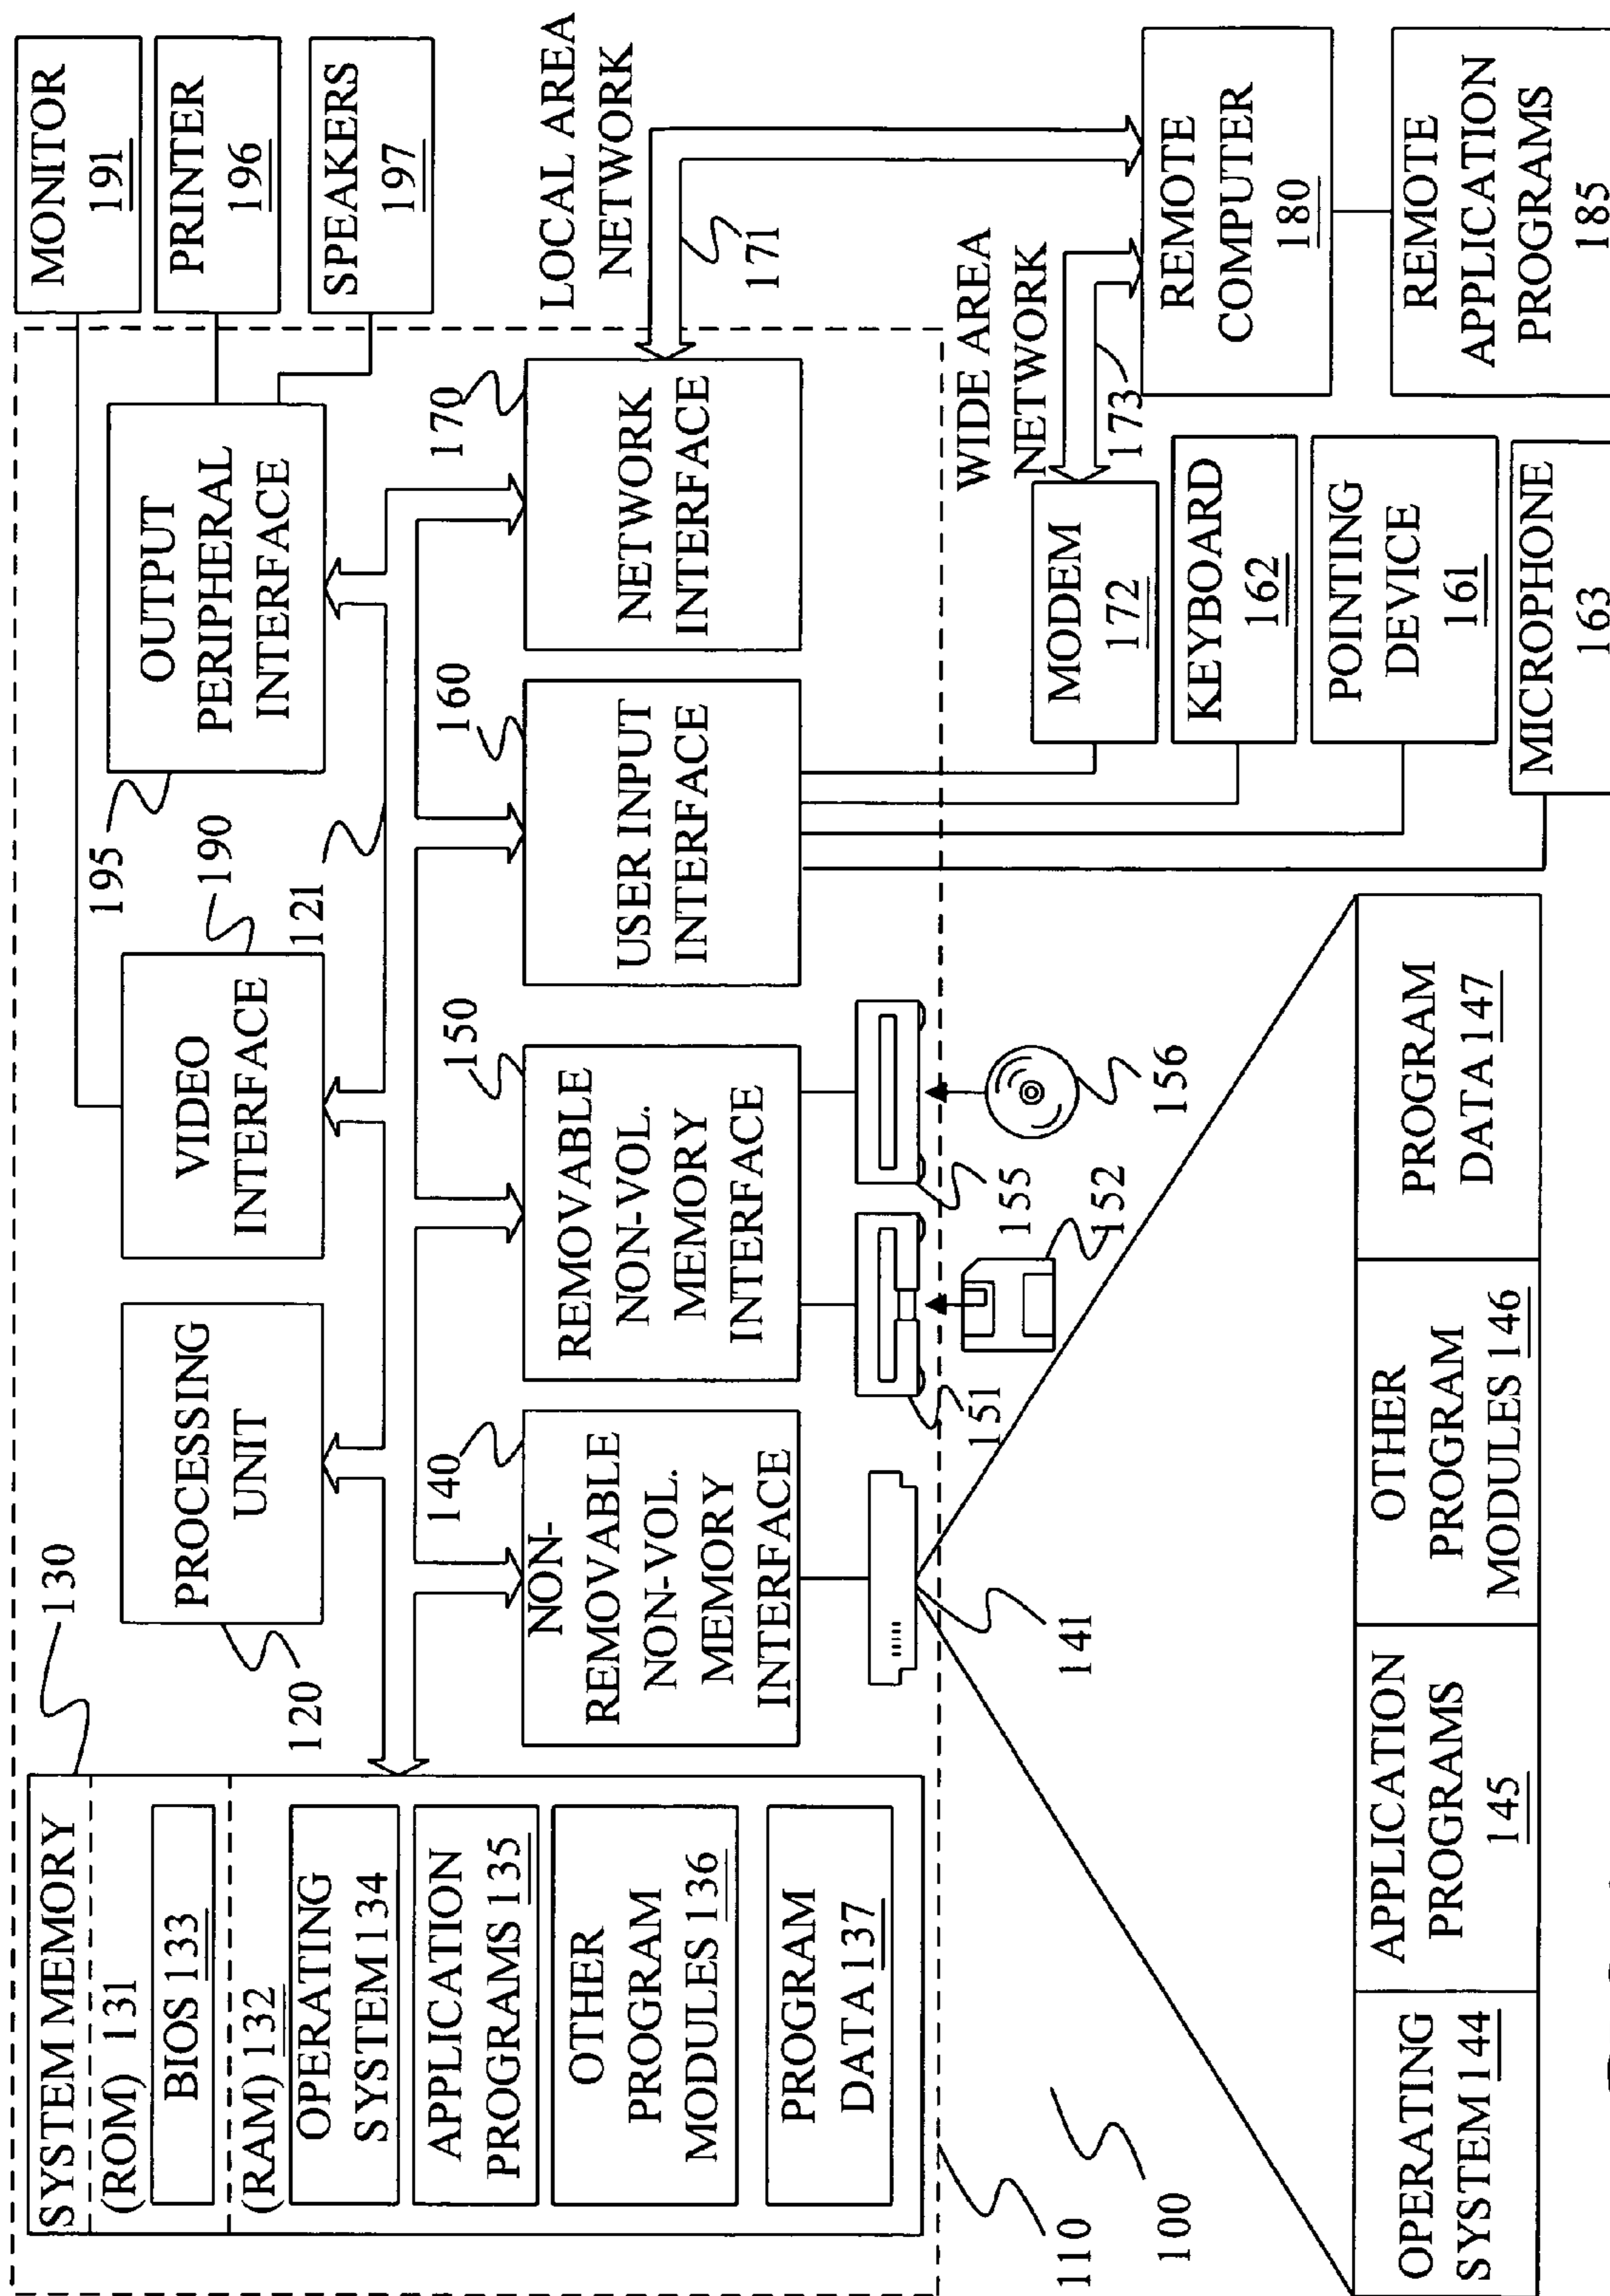 SYSTEM MEMORY
(ROM) 131
BIOS 133
(RAM) 132
OPERATING
SYSTEM 134
APPLICATION
PROGRAMS 135
OTHER
PROGRAM
MODULES 136
PROGRAM
DATA 137
130
120
PROCESSING
UNIT
VIDEO
INTERFACE
190
121
195
OUTPUT
PERIPHERAL
INTERFACE
MONITOR
191
PRINTER
196
SPEAKERS
197
140
NON-
REMOVABLE
NON-VOL.
MEMORY
INTERFACE
150
REMOVABLE
NON-VOL.
MEMORY
INTERFACE
160
USER INPUT
INTERFACE
170
NETWORK
INTERFACE
LOCAL AREA
NETWORK
171
141
151
152
155
156
WIDE AREA
NETWORK
173
MODEM
172
KEYBOARD
162
POINTING
DEVICE
161
MICROPHONE
163
REMOTE
COMPUTER
180
REMOTE
APPLICATION
PROGRAMS
185
110
100
OPERATING
SYSTEM 144
APPLICATION
PROGRAMS
145
OTHER
PROGRAM
MODULES 146
PROGRAM
DATA 147